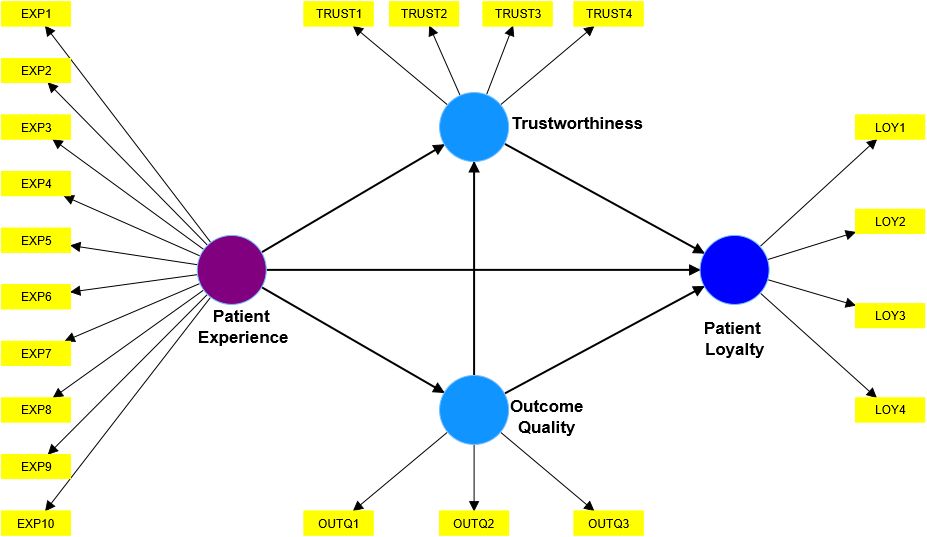 EXP1
TRUST1
TRUST2
TRUST3
TRUST4
EXP2
EXP3
Trustworthiness
LOY1
EXP4
LOY2
EXP5
EXP6
Patient
Experience
LOY3
Patient
Loyalty
EXP7
EXP8
Outcome
Quality
LOY4
EXP9
EXP10
OUTQ1
OUTQ2
OUTQ3